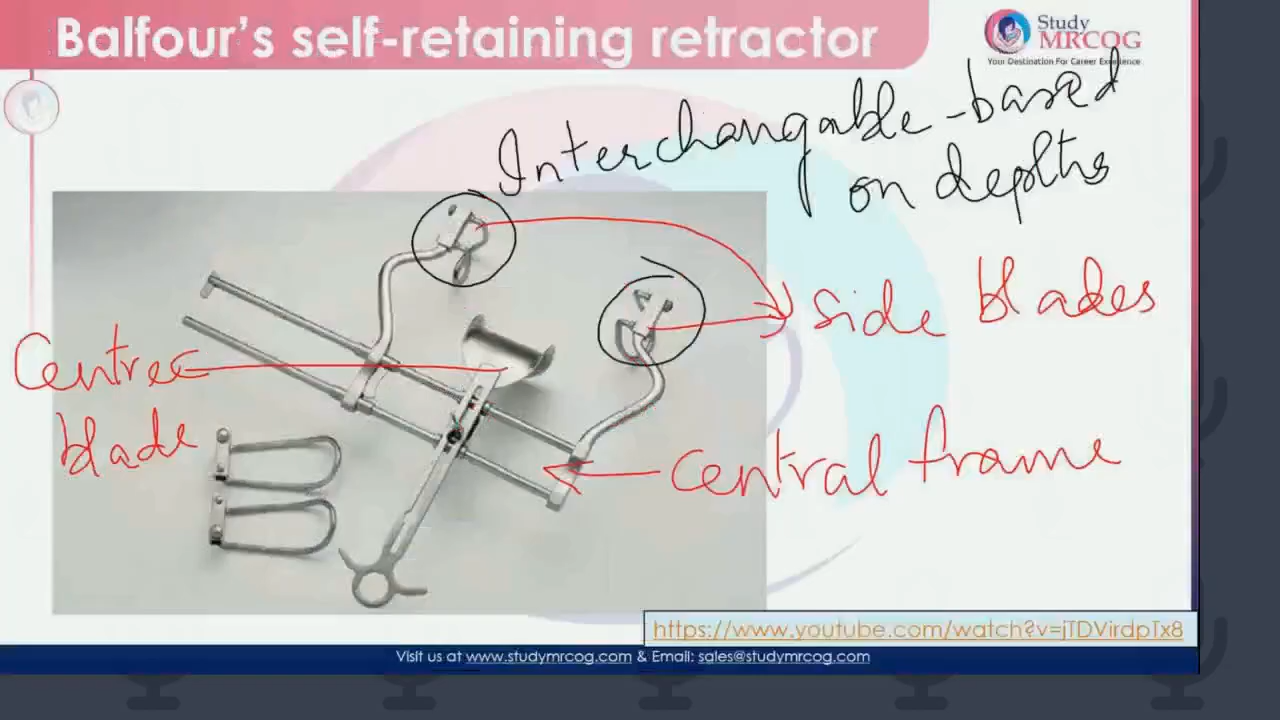 Balfour's self-retaining retractor
Study
MRCOG
Your Destination For Career Excellence
Interchangable-based
on depths
side blades
Centre
blade
Central frame
https://www.youtube.com/watch?v=jTDVirdpTx8
Visit us at www.studymrcog.com & Email: sales@studymrcog.com